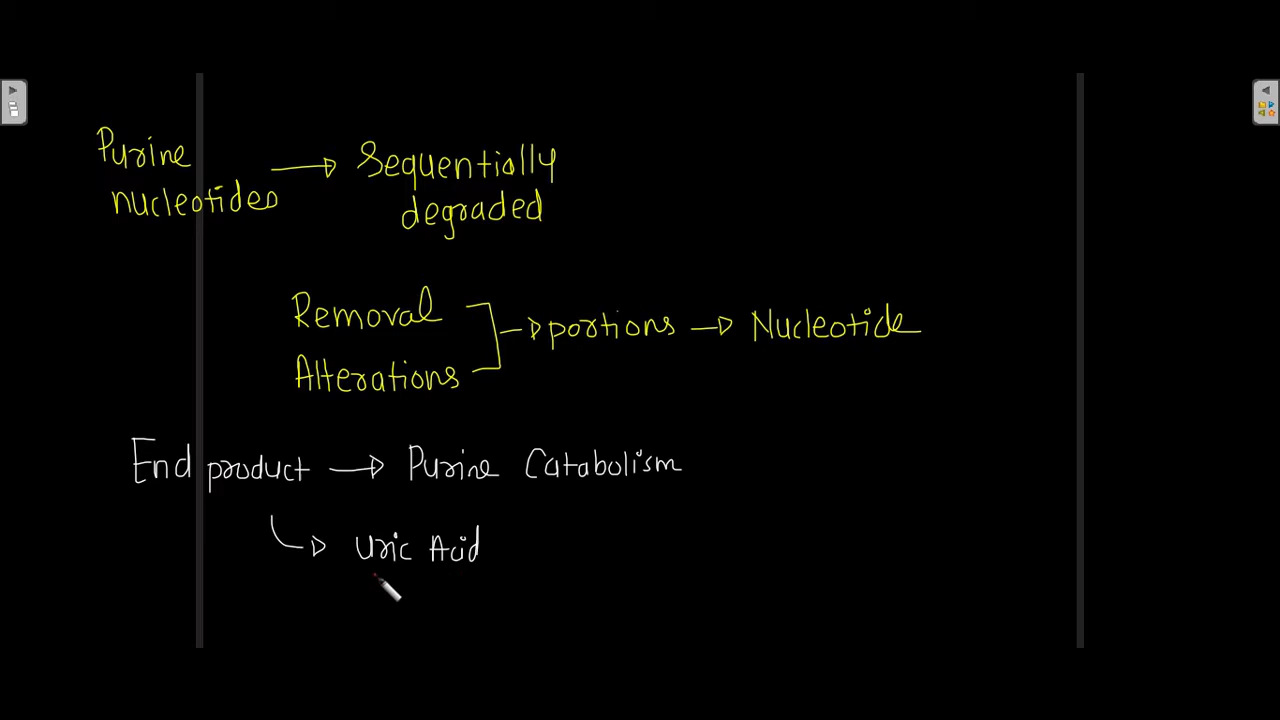 Purine
nucleotides → Sequentially
degraded
Removal
Alterations → portions → Nucleotide
End product → Purine Catabolism
→ Uric Acid